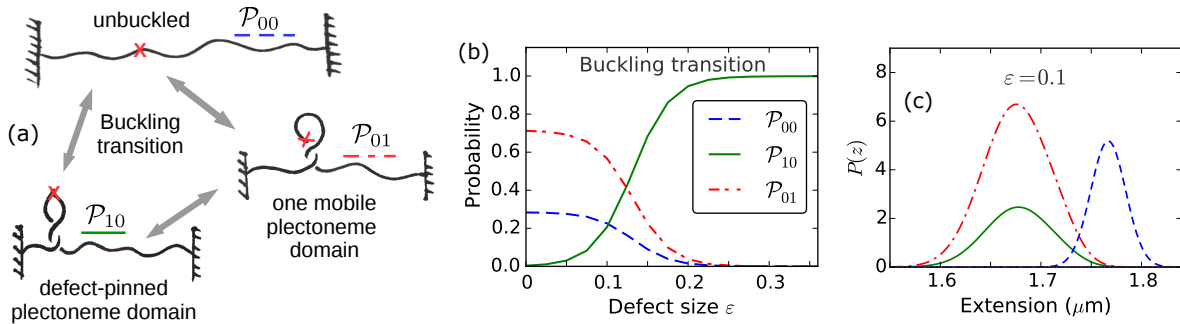 unbuckled
𝒫₀₀
(a)
Buckling
transition
𝒫₀₁
one mobile
plectoneme
domain
𝒫₁₀
defect-pinned
plectoneme domain
(b)
Buckling transition
Probability
1.0
0.8
0.6
0.4
0.2
0.0
0
0.1
0.2
0.3
Defect size ε
𝒫₀₀
𝒫₁₀
𝒫₀₁
(c)
ε=0.1
P(z)
8
6
4
2
0
1.6
1.7
1.8
Extension (μm)